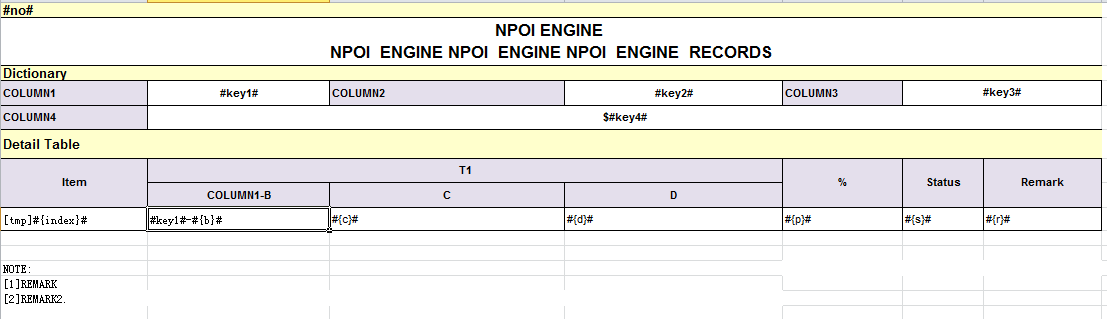 #no#
NPOI ENGINE
NPOI ENGINE NPOI ENGINE NPOI ENGINE RECORDS
Dictionary
COLUMN1 #key1# COLUMN2 #key2# COLUMN3 #key3#
COLUMN4 $#key4#
Detail Table
Item T1 % Status Remark
COLUMN1-B C D
[tmp]#{index}# #key1#-#{b}# #{c}# #{d}# #{p}# #{s}# #{r}#
NOTE:
[1]REMARK
[2]REMARK2.